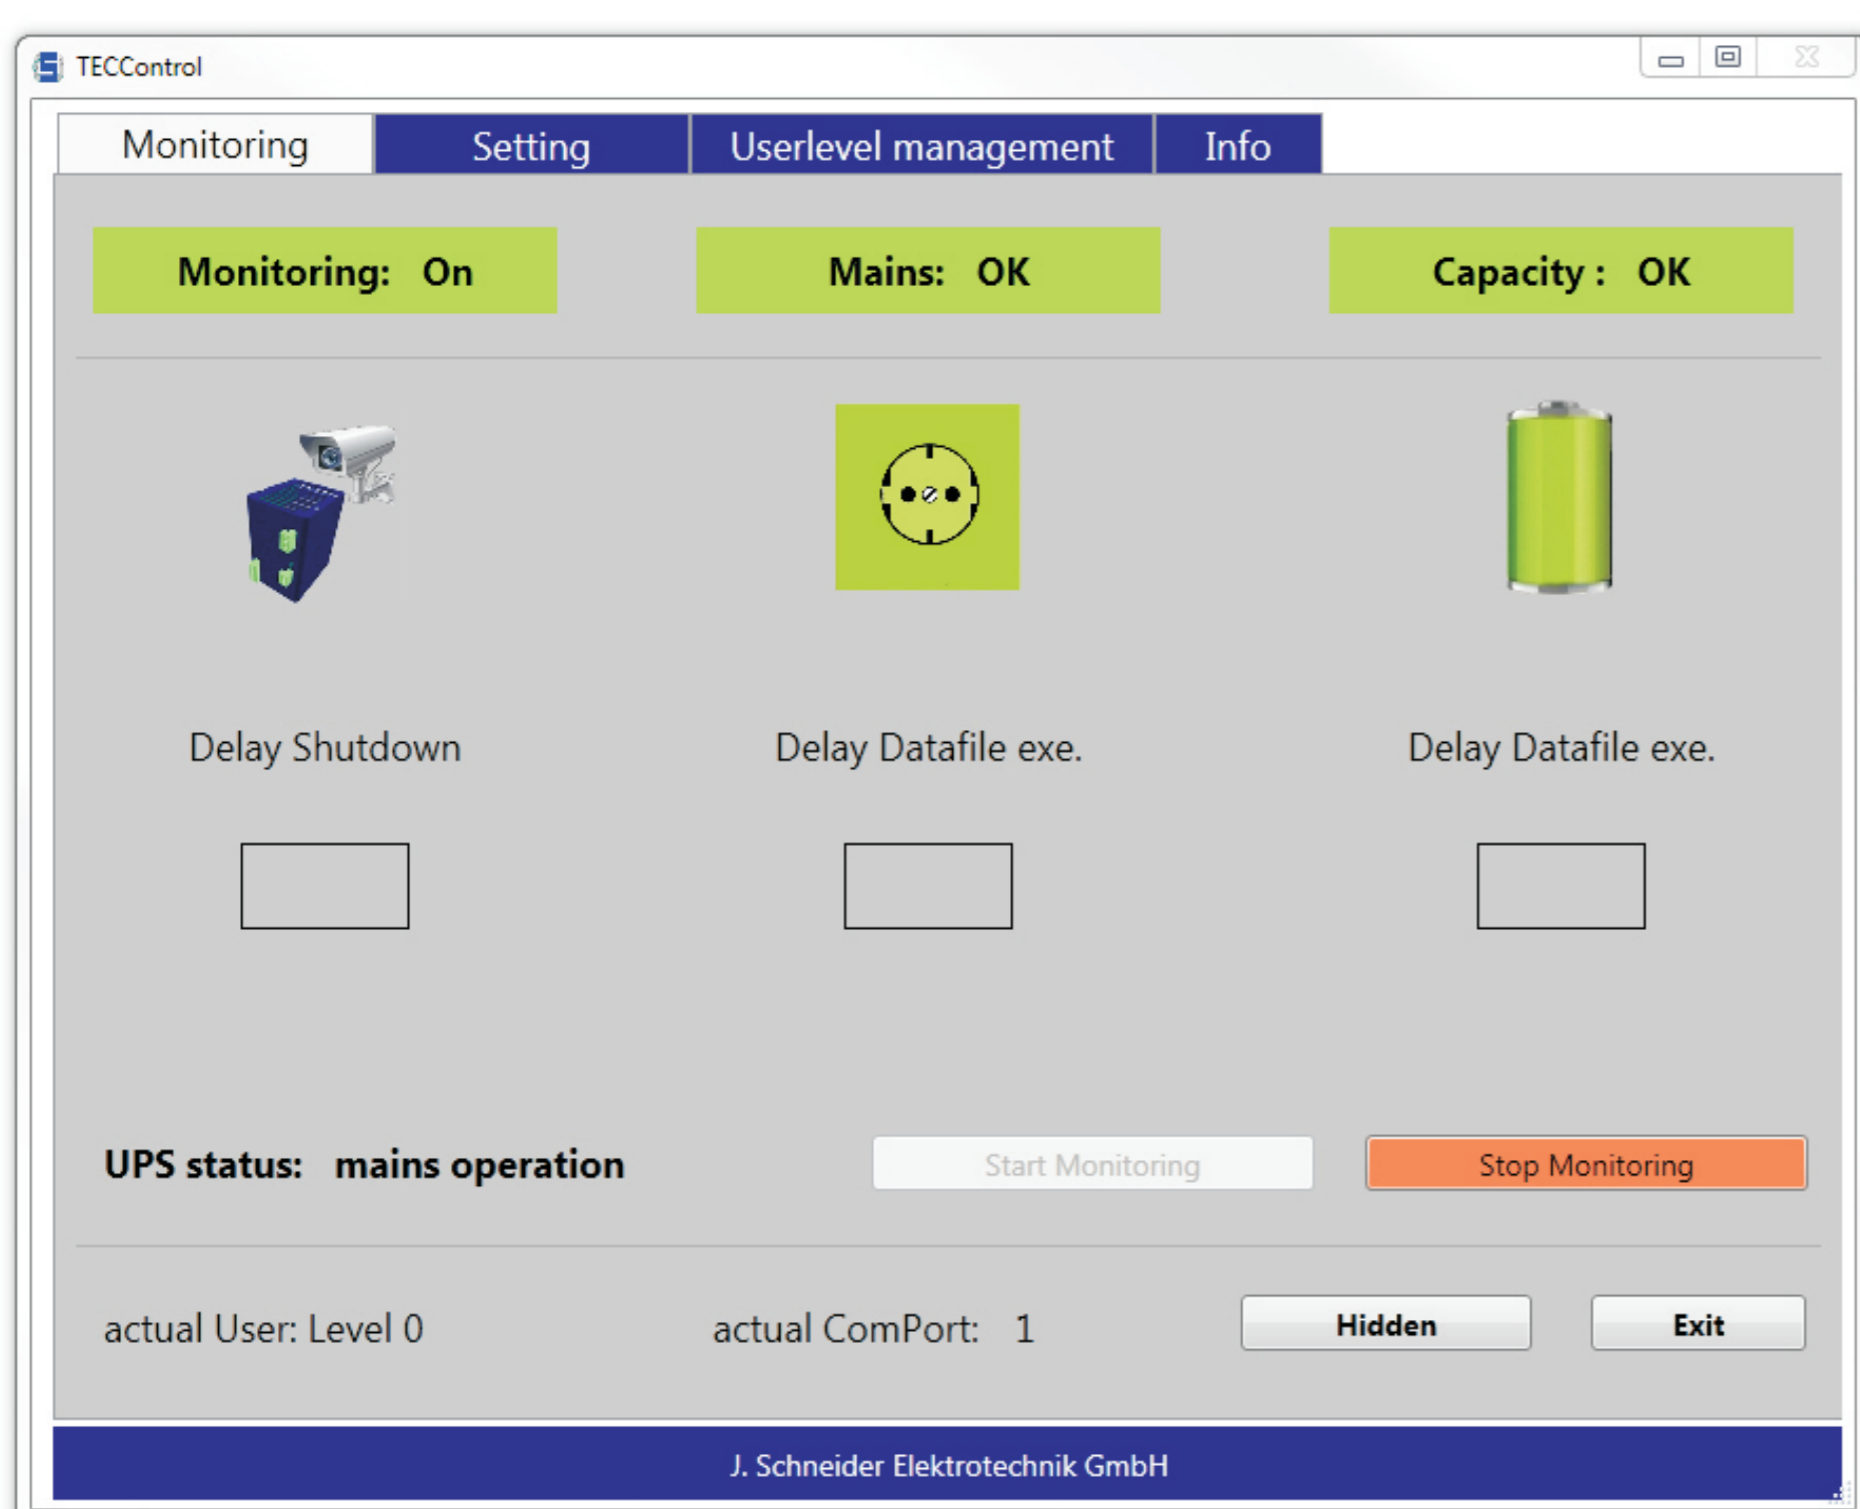 TECControl
Monitoring Setting Userlevel management Info
Monitoring: On Mains: OK Capacity : OK
Delay Shutdown Delay Datafile exe. Delay Datafile exe.
UPS status: mains operation Start Monitoring Stop Monitoring
actual User: Level 0 actual ComPort: 1 Hidden Exit
J. Schneider Elektrotechnik GmbH